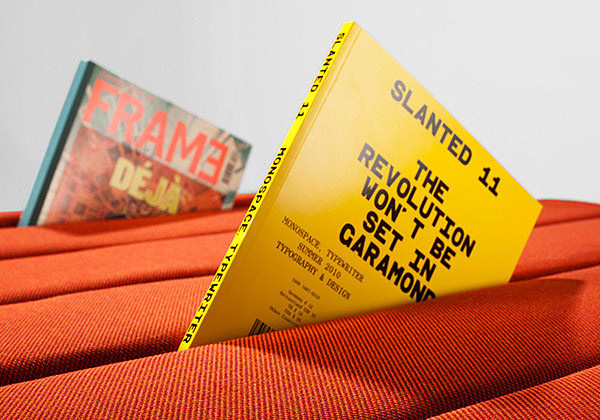 FRAME
DÉJÀ
SLANTED 11 MONOSPACE, TYPEWRITER
SLANTED 11
THE
REVOLUTION
WON'T BE
SET IN
GARAMOND
MONOSPACE, TYPEWRITER
SUMMER 2010
TYPOGRAPHY & DESIGN